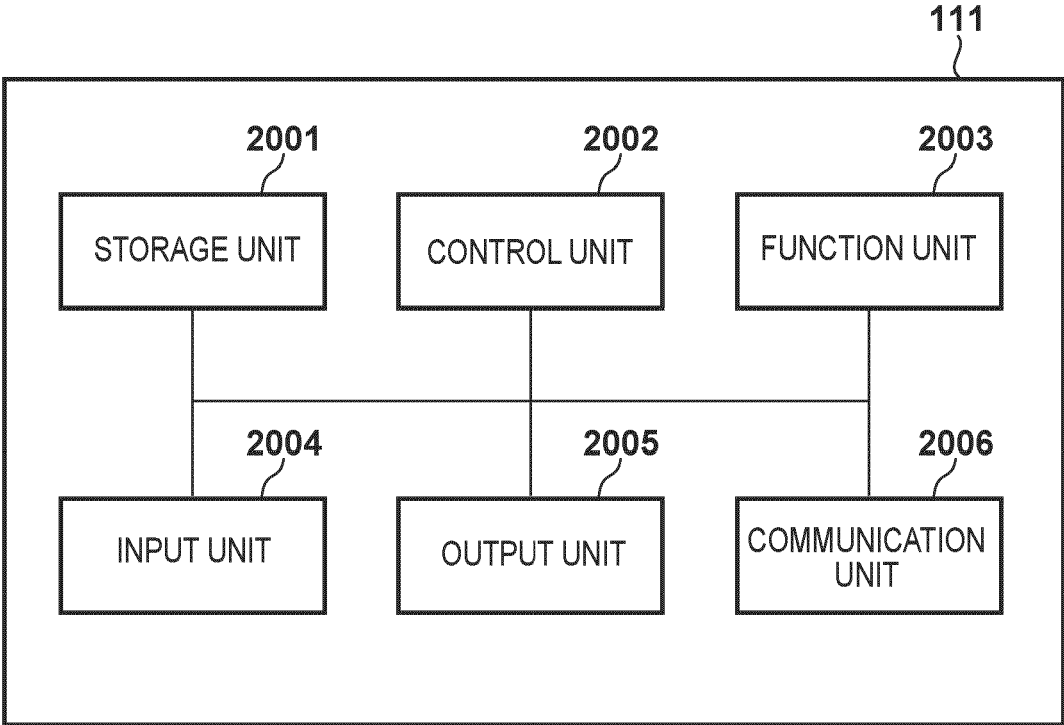 111
2001
2002
2003
STORAGE UNIT
CONTROL UNIT
FUNCTION UNIT
2004
2005
2006
INPUT UNIT
OUTPUT UNIT
COMMUNICATION
UNIT